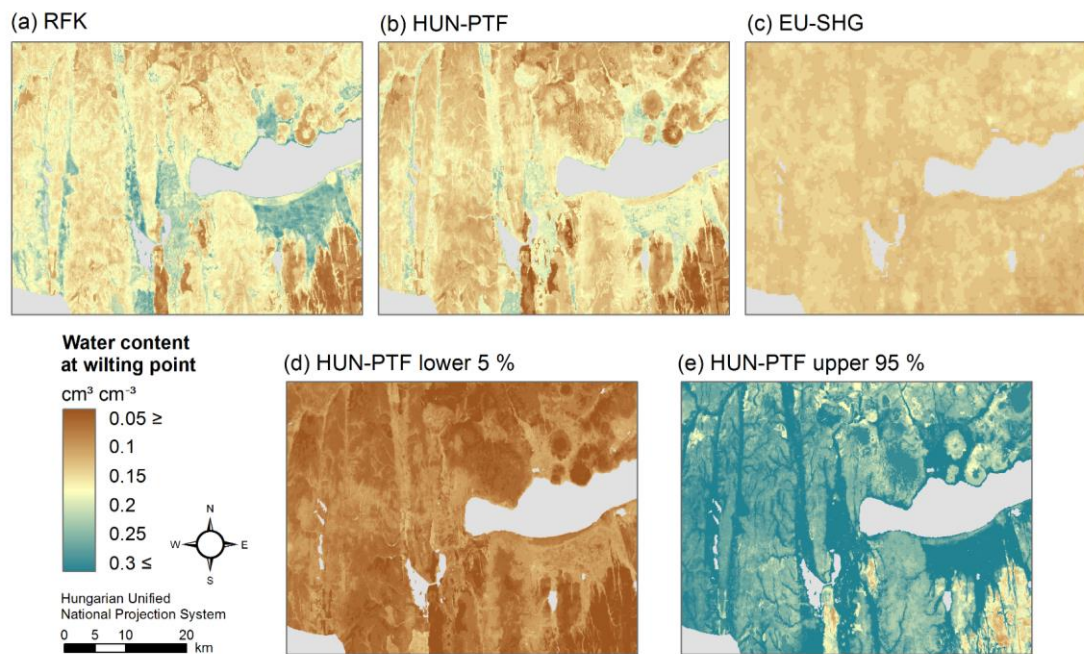 (a) RFK
(b) HUN-PTF
(c) EU-SHG
Water content
at wilting point
cm³ cm⁻³
0.05 ≥
0.1
0.15
0.2
0.25
0.3 ≤
N
W
E
S
Hungarian Unified
National Projection System
0 5 10 20
km
(d) HUN-PTF lower 5 %
(e) HUN-PTF upper 95 %